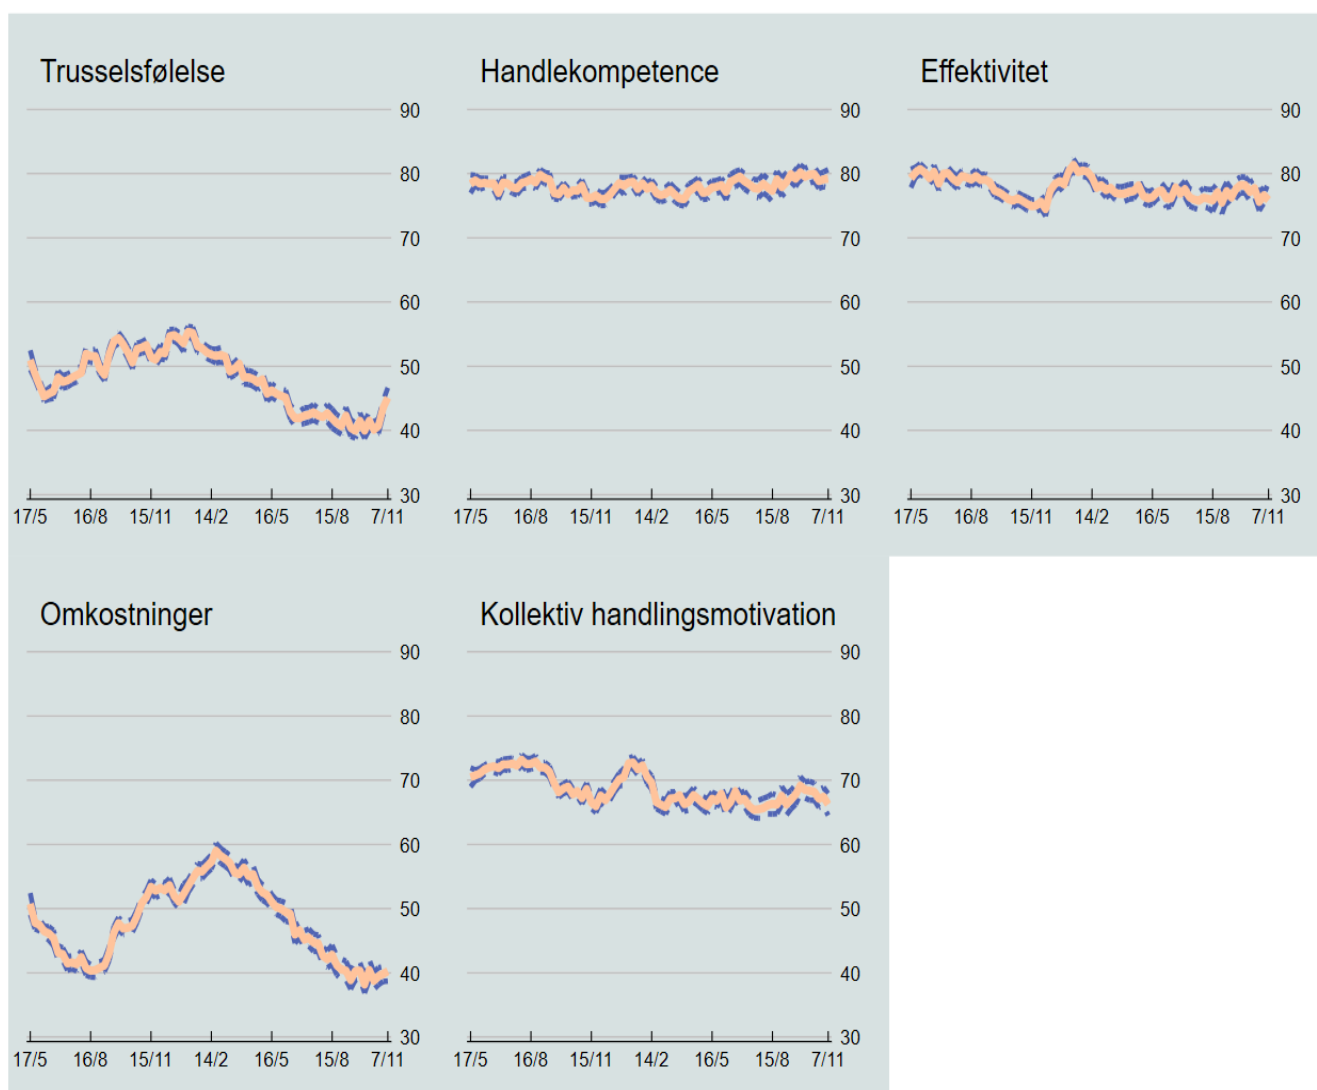 Trusselsfølelse Handlekompetence Effektivitet
90 90 90
80 80 80
70 70 70
60 60 60
50 50 50
40 40 40
30 30 30
17/5 16/8 15/11 14/2 16/5 15/8 7/11 17/5 16/8 15/11 14/2 16/5 15/8 7/11 17/5 16/8 15/11 14/2 16/5 15/8 7/11
Omkostninger Kollektiv handlingsmotivation
90 90
80 80
70 70
60 60
50 50
40 40
30 30
17/5 16/8 15/11 14/2 16/5 15/8 7/11 17/5 16/8 15/11 14/2 16/5 15/8 7/11